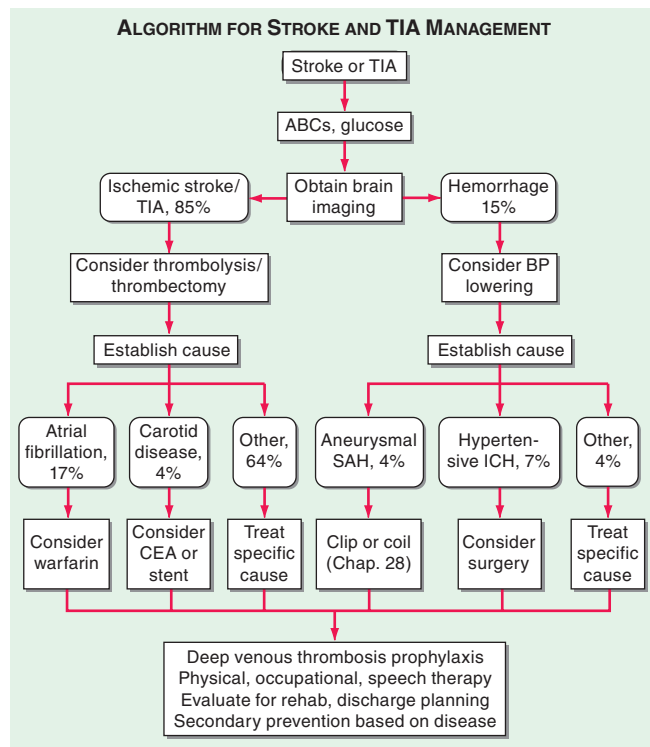 ALGORITHM FOR STROKE AND TIA MANAGEMENT
Stroke or TIA
ABCs, glucose
Ischemic stroke/
TIA, 85%
Obtain brain
imaging
Hemorrhage
15%
Consider thrombolysis/
thrombectomy
Consider BP
lowering
Establish cause
Establish cause
Atrial
fibrillation,
17%
Carotid
disease,
4%
Other,
64%
Aneurysmal
SAH, 4%
Hyperten-
sive ICH, 7%
Other,
4%
Consider
warfarin
Consider
CEA or
stent
Treat
specific
cause
Clip or coil
(Chap. 28)
Consider
surgery
Treat
specific
cause
Deep venous thrombosis prophylaxis
Physical, occupational, speech therapy
Evaluate for rehab, discharge planning
Secondary prevention based on disease